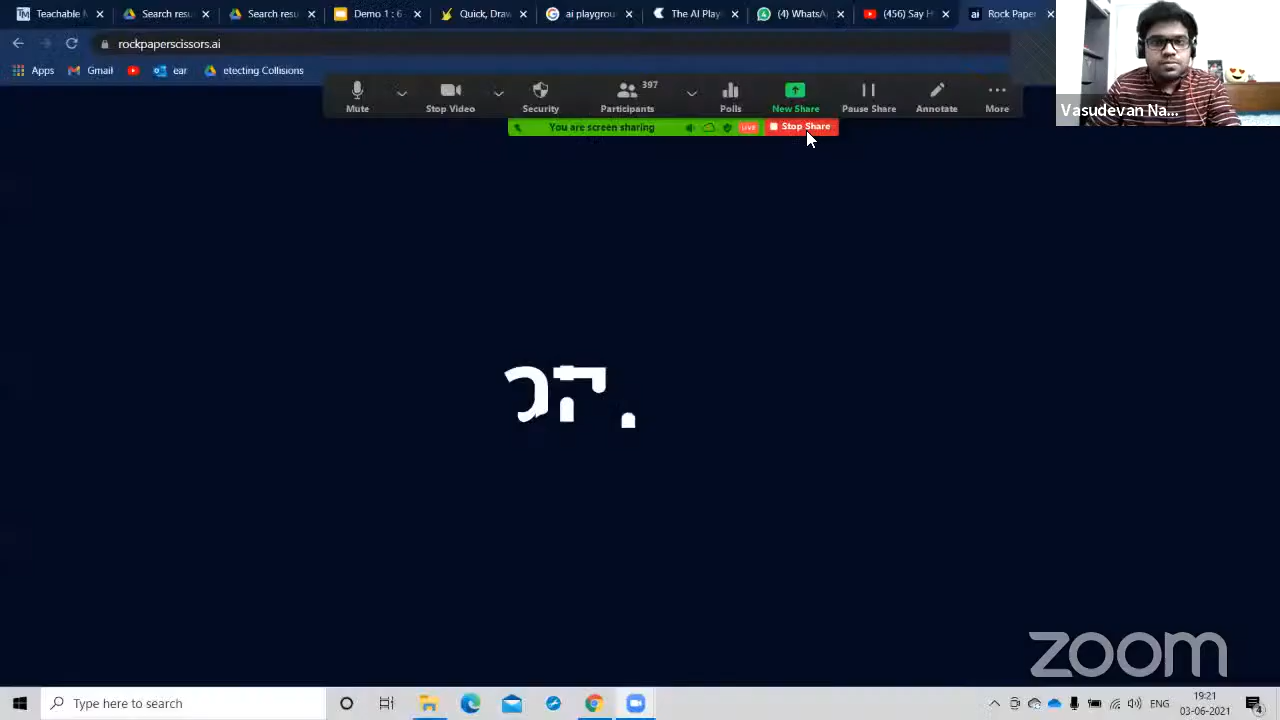 Teachable M
Search resu
Search resu
Demo 1 : 6
Quick, Draw
ai playgroun
The AI Play
(4) WhatsA
(456) Say H
ai Rock Paper
rockpaperscissors.ai
Apps
Gmail
ear
etecting Collisions
Mute
Stop Video
Security
Participants
397
Polls
New Share
Pause Share
Annotate
More
You are screen sharing
LIVE
Stop Share
Vasudevan Na...
zoom
Type here to search
ENG
19:21
03-06-2021
4